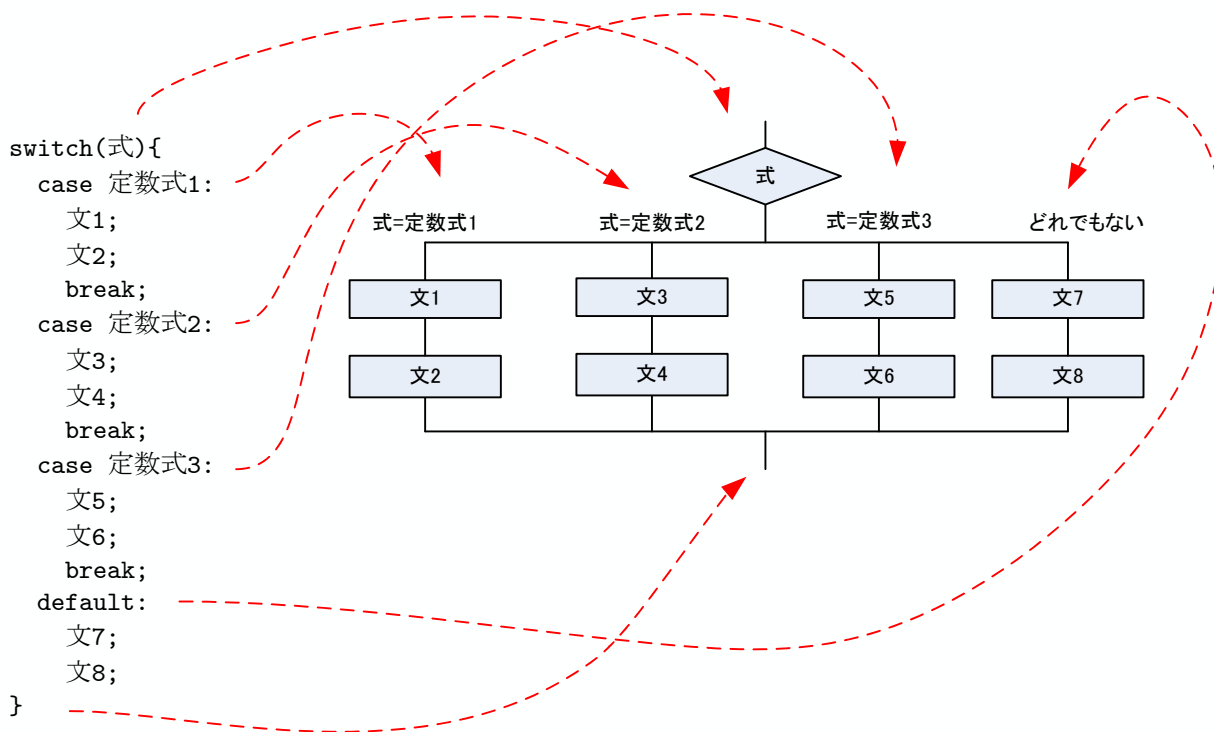 switch(式){
case 定数式1:
文1;
文2;
break;
case 定数式2:
文3;
文4;
break;
case 定数式3:
文5;
文6;
break;
default:
文7;
文8;
}
式
式=定数式1
式=定数式2
式=定数式3
どれでもない
文1
文3
文5
文7
文2
文4
文6
文8